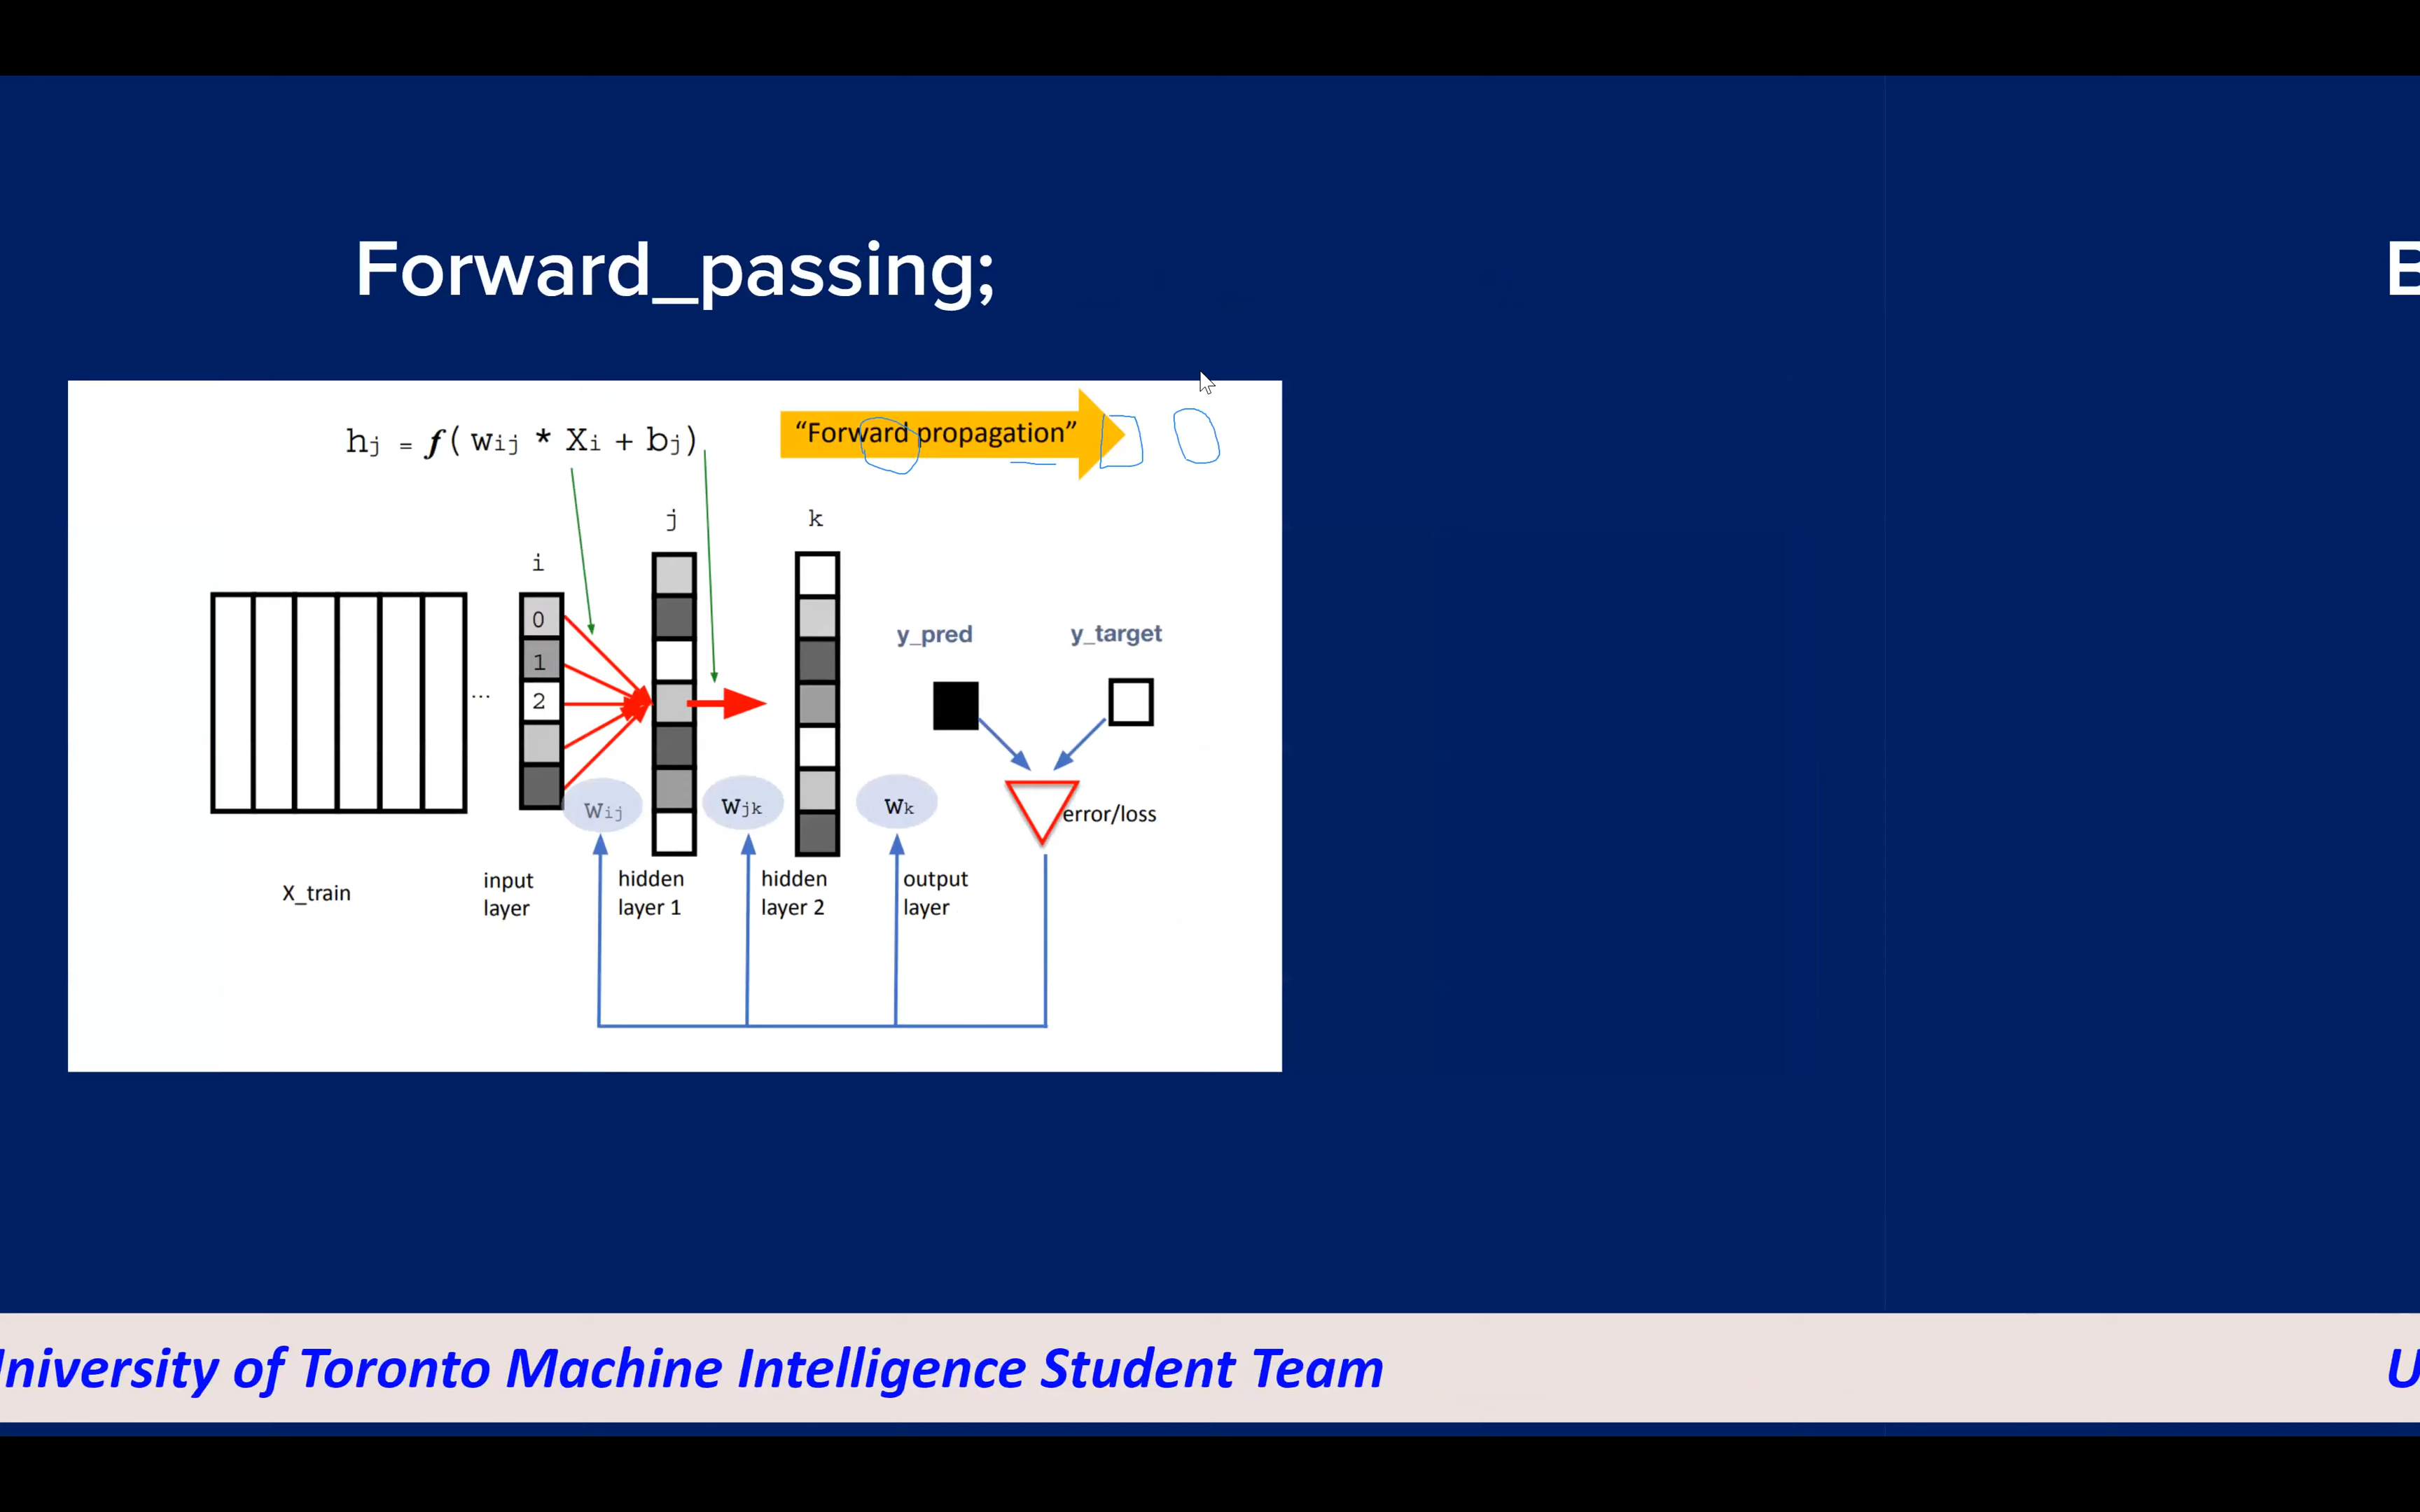 Forward_passing;
B
hj = f( wij * Xi + bj)
“Forward propagation”
j
k
i
0
1
2
...
y_pred
y_target
wij
wjk
wk
error/loss
X_train
input
layer
hidden
layer 1
hidden
layer 2
output
layer
niversity of Toronto Machine Intelligence Student Team
U